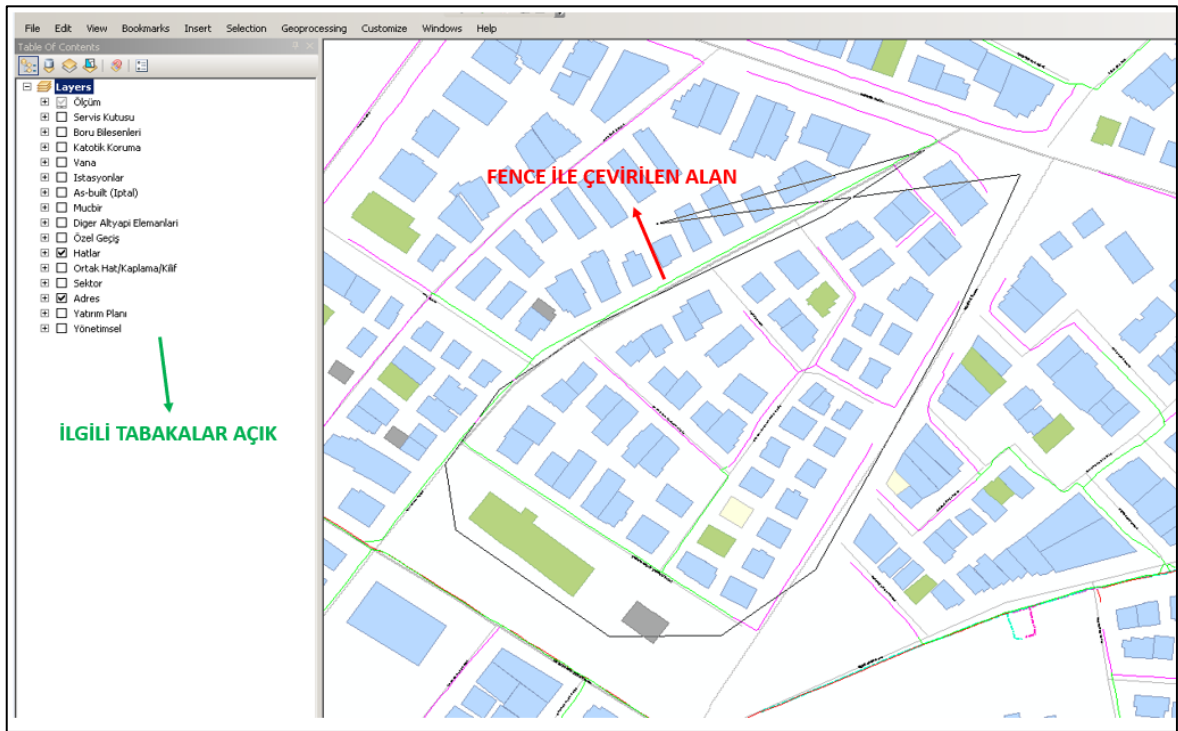 File Edit View Bookmarks Insert Selection Geoprocessing Customize Windows Help
Table Of Contents
Layers
Ölçüm
Servis Kutusu
Boru Bilesenleri
Katotik Koruma
Vana
Istasyonlar
As-built (Iptal)
Mucbir
Diger Altyapi Elemanlari
Özel Geçiş
Hatlar
Ortak Hat/Kaplama/Kilif
Sektor
Adres
Yatırım Planı
Yönetimsel
İLGİLİ TABAKALAR AÇIK
FENCE İLE ÇEVİRİLEN ALAN